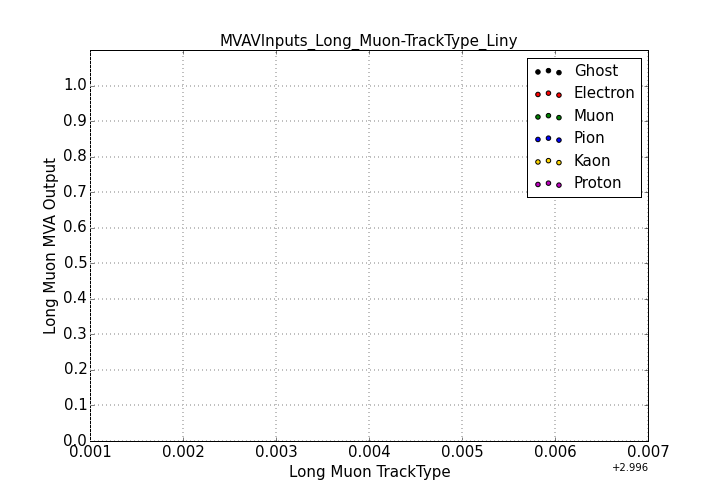 MVAVInputs_Long_Muon-TrackType_Liny
Ghost
Electron
Muon
Pion
Kaon
Proton
Long Muon MVA Output
1.0
0.9
0.8
0.7
0.6
0.5
0.4
0.3
0.2
0.1
0.0
0.001 0.002 0.003 0.004 0.005 0.006 0.007
+2.996
Long Muon TrackType